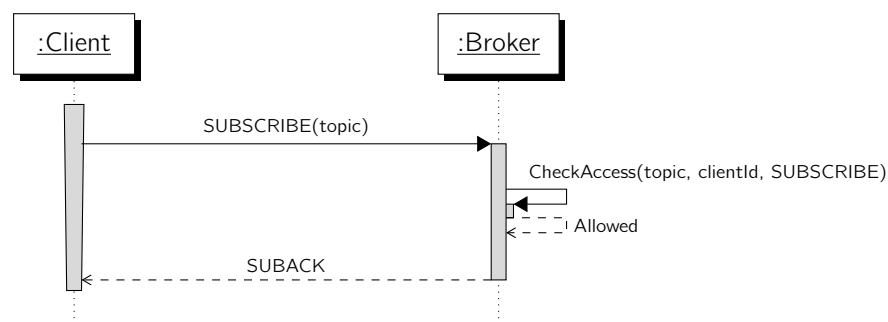 :Client
:Broker
SUBSCRIBE(topic)
CheckAccess(topic, clientId, SUBSCRIBE)
Allowed
SUBACK